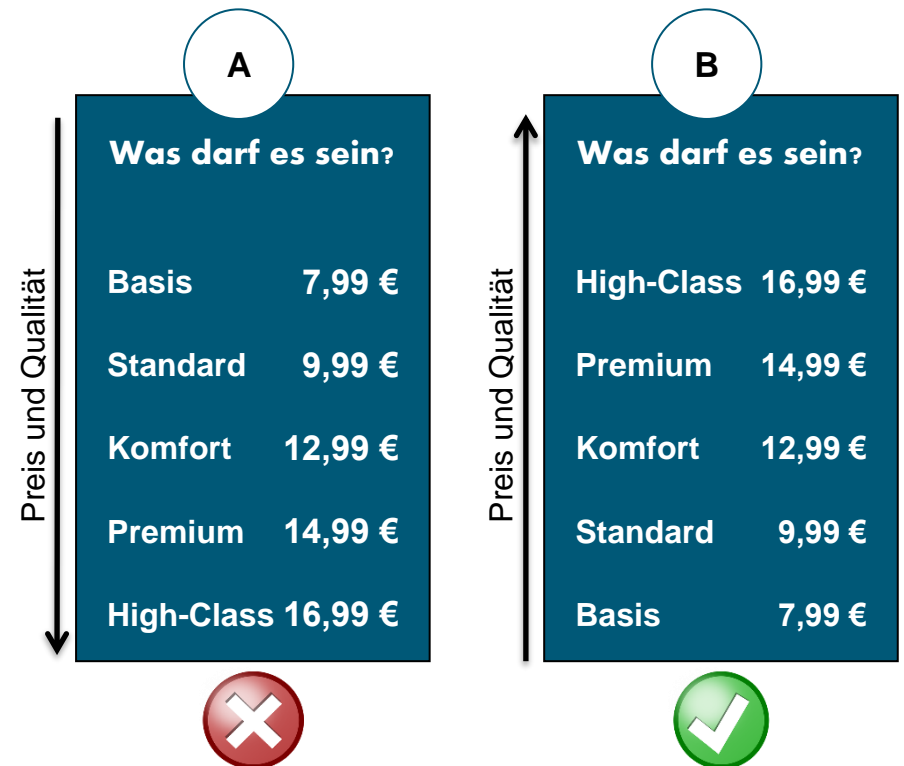 A
Was darf es sein?
Basis 7,99 €
Standard 9,99 €
Komfort 12,99 €
Premium 14,99 €
High-Class 16,99 €
Preis und Qualität
B
Was darf es sein?
High-Class 16,99 €
Premium 14,99 €
Komfort 12,99 €
Standard 9,99 €
Basis 7,99 €
Preis und Qualität